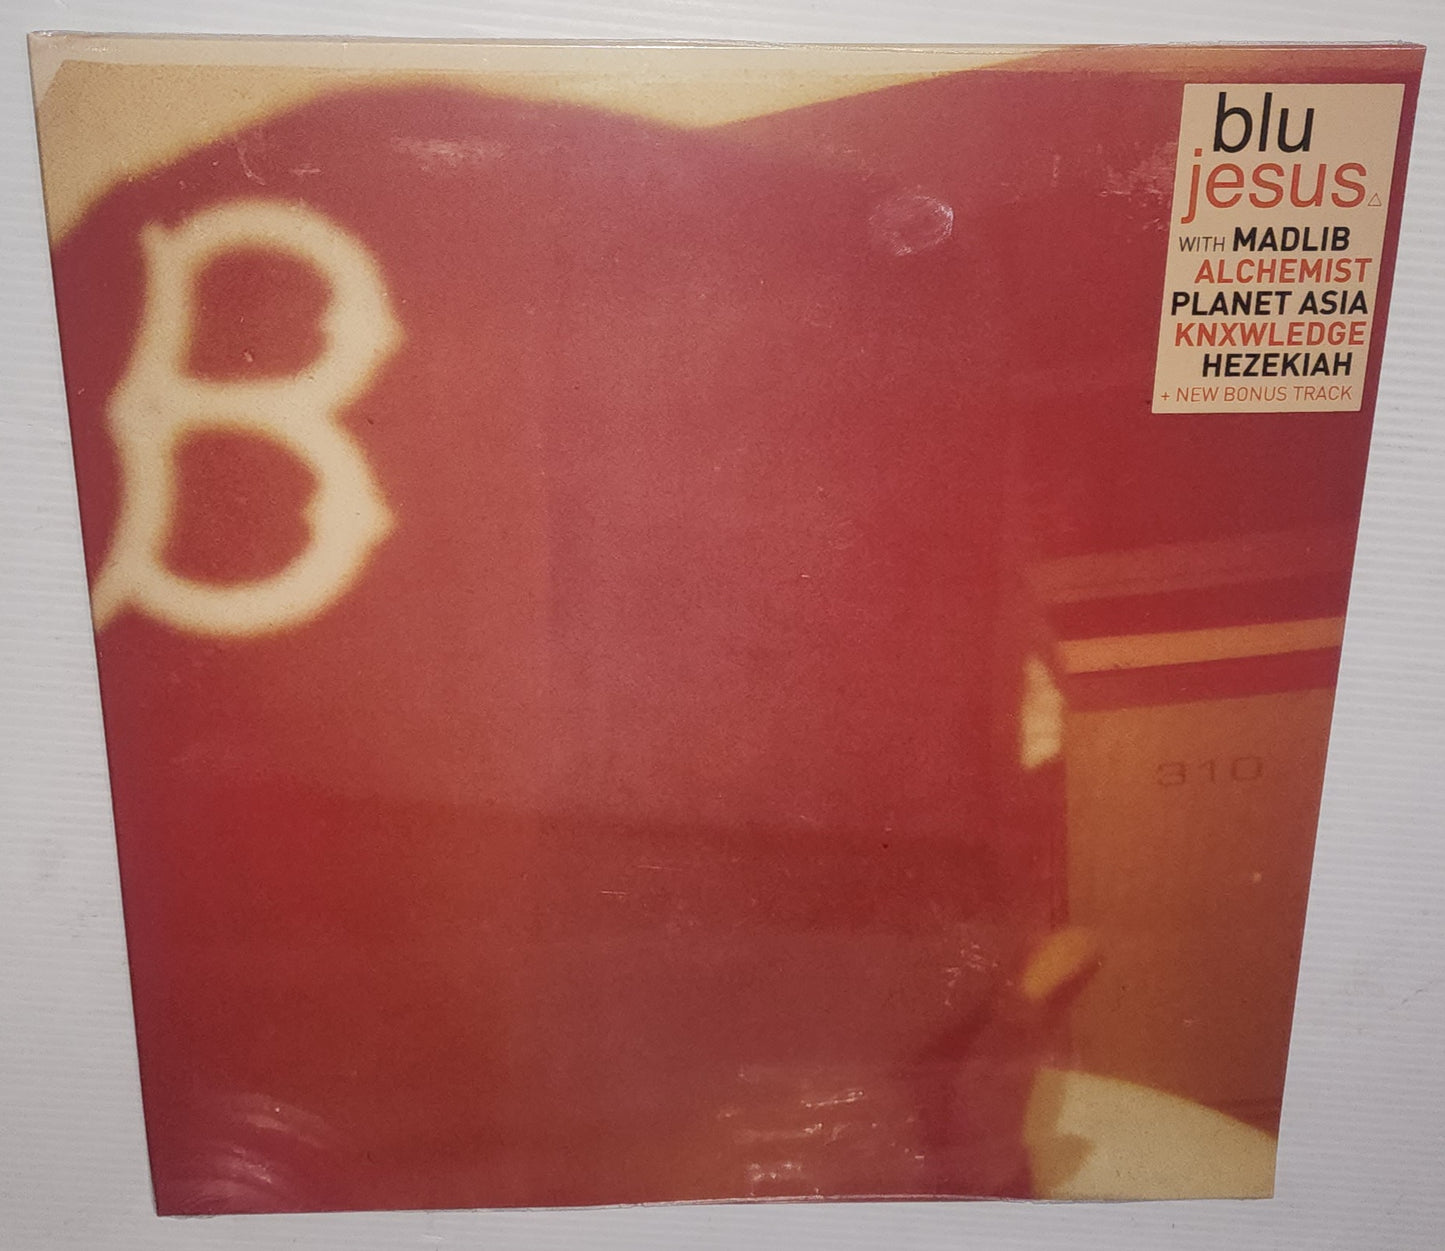 B
blu
jesus△
WITH MADLIB
ALCHEMIST
PLANET ASIA
KNXWLEDGE
HEZEKIAH
+ NEW BONUS TRACK
310